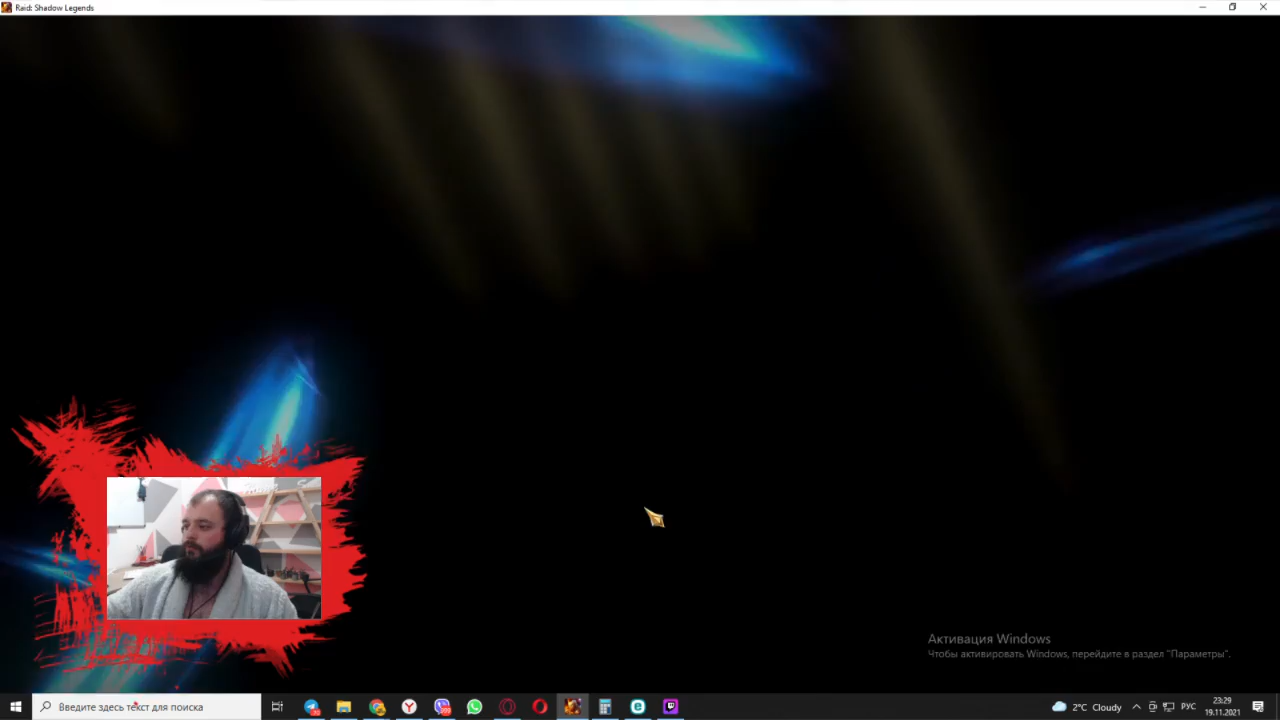 Raid: Shadow Legends
Активация Windows
Чтобы активировать Windows, перейдите в раздел "Параметры".
Введите здесь текст для поиска
2°C Cloudy
РУС
23:29
19.11.2021